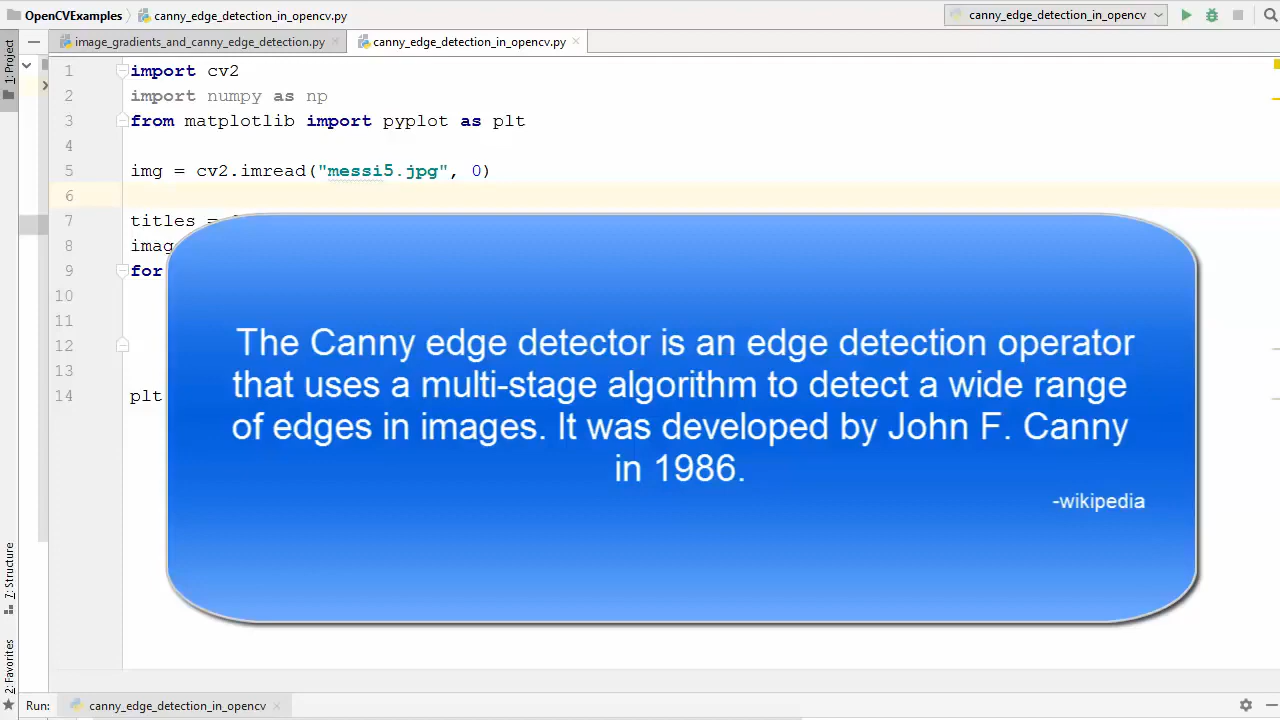 OpenCVExamples canny_edge_detection_in_opencv.py canny_edge_detection_in_opencv
image_gradients_and_canny_edge_detection.py canny_edge_detection_in_opencv.py
1: Project
1 import cv2
2 import numpy as np
3 from matplotlib import pyplot as plt
4
5 img = cv2.imread("messi5.jpg", 0)
6
7 titles =
8
9 for
10
11
12
13
14 plt
The Canny edge detector is an edge detection operator
that uses a multi-stage algorithm to detect a wide range
of edges in images. It was developed by John F. Canny
in 1986.
-wikipedia
7: Structure
2: Favorites
Run: canny_edge_detection_in_opencv